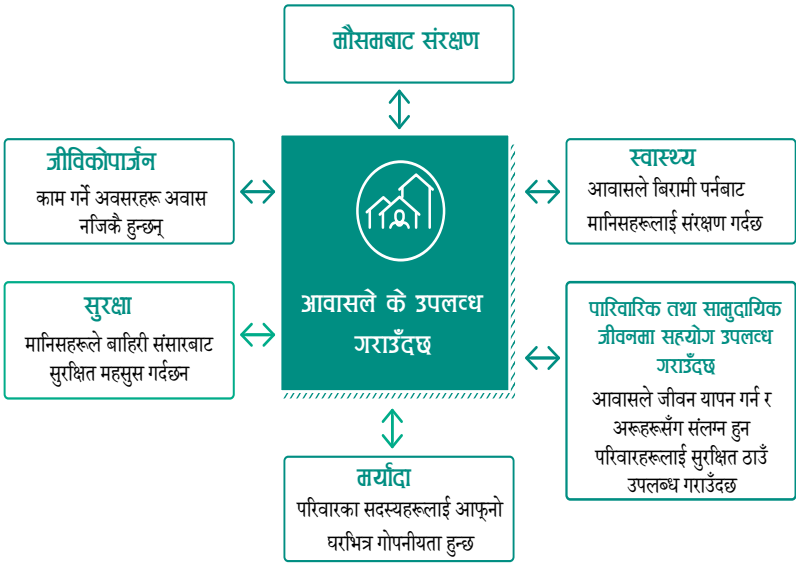 मौसमबाट संरक्षण
जीविकोपार्जन
काम गर्ने अवसरहरू अवास
नजिकै हुन्छन्
स्वास्थ्य
आवासले बिरामी पर्नबाट
मानिसहरूलाई संरक्षण गर्दछ
आवासले के उपलव्ध
गराउँदछ
सुरक्षा
मानिसहरूले बाहिरी संसारबाट
सुरक्षित महसुस गर्दछन
पारिवारिक तथा सामुदायिक
जीवनमा सहयोग उपलव्ध
गराउँदछ
आवासले जीवन यापन गर्न र
अरूहरूसँग संलग्न हुन
परिवारहरूलाई सुरक्षित ठाउँ
उपलब्ध गराउँदछ
मर्यादा
परिवारका सदस्यहरूलाई आफ्नो
घरभित्र गोपनीयता हुन्छ